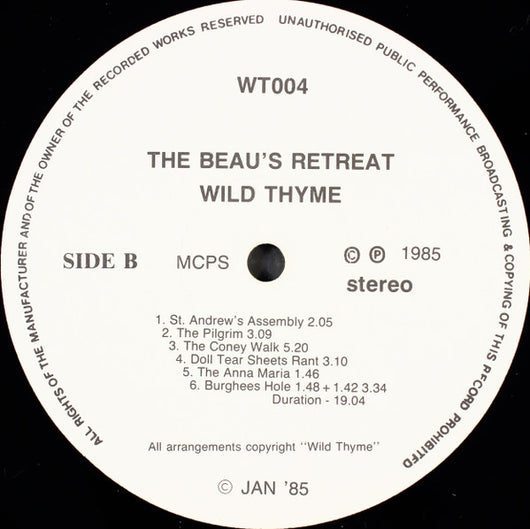 ALL RIGHTS OF THE MANUFACTURER AND OF THE OWNER OF THE RECORDED WORKS RESERVED UNAUTHORISED PUBLIC PERFORMANCE BROADCASTING & COPYING OF THIS RECORD PROHIBITED
WT004
THE BEAU'S RETREAT
WILD THYME
SIDE B MCPS © ℗ 1985
stereo
1. St. Andrew's Assembly 2.05
2. The Pilgrim 3.09
3. The Coney Walk 5.20
4. Doll Tear Sheets Rant 3.10
5. The Anna Maria 1.46
6. Burghees Hole 1.48 + 1.42 3.34
Duration - 19.04
All arrangements copyright "Wild Thyme"
© JAN '85